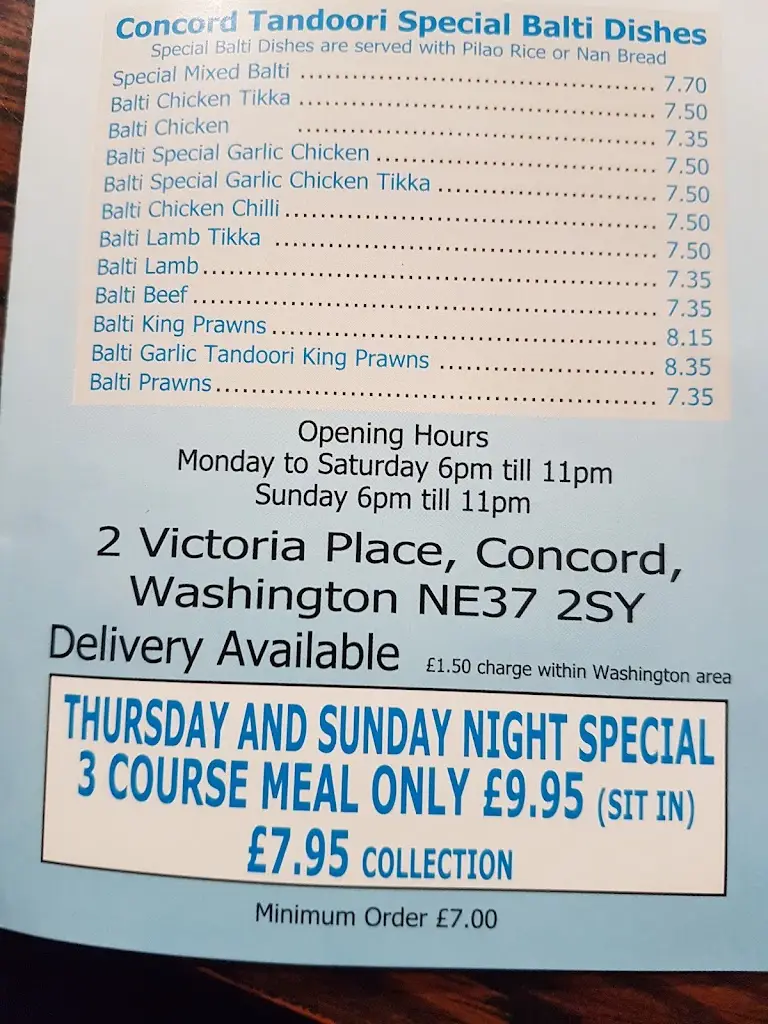 Concord Tandoori Special Balti Dishes
Special Balti Dishes are served with Pilao Rice or Nan Bread
Special Mixed Balti ........................................ 7.70
Balti Chicken Tikka ........................................ 7.50
Balti Chicken ........................................ 7.35
Balti Special Garlic Chicken ................................ 7.50
Balti Special Garlic Chicken Tikka ......................... 7.50
Balti Chicken Chilli ........................................ 7.50
Balti Lamb Tikka ........................................ 7.50
Balti Lamb .................................................. 7.35
Balti Beef .................................................. 7.35
Balti King Prawns .......................................... 8.15
Balti Garlic Tandoori King Prawns ......................... 8.35
Balti Prawns ................................................ 7.35
Opening Hours
Monday to Saturday 6pm till 11pm
Sunday 6pm till 11pm
2 Victoria Place, Concord,
Washington NE37 2SY
Delivery Available £1.50 charge within Washington area
THURSDAY AND SUNDAY NIGHT SPECIAL
3 COURSE MEAL ONLY £9.95 (SIT IN)
£7.95 COLLECTION
Minimum Order £7.00